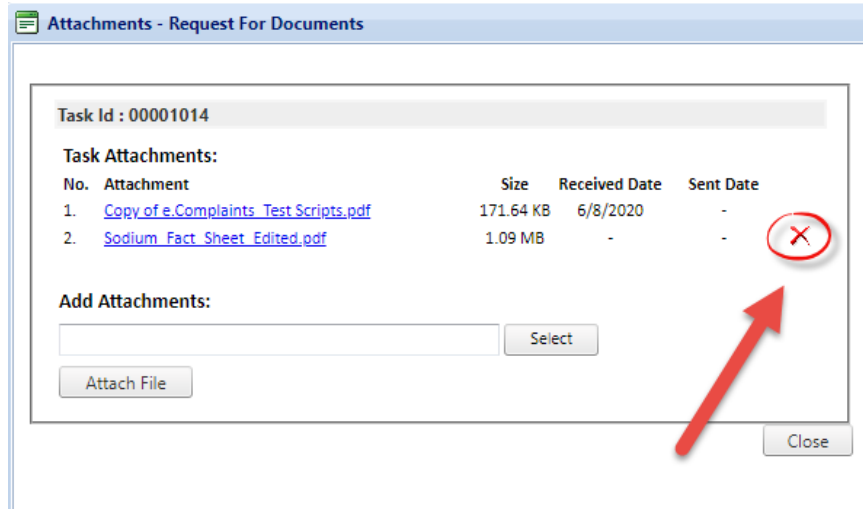 Attachments - Request For Documents
Task Id : 00001014
Task Attachments:
No. Attachment Size Received Date Sent Date
1. Copy of e.Complaints_Test Scripts.pdf 171.64 KB 6/8/2020 -
2. Sodium_Fact_Sheet_Edited.pdf 1.09 MB - -
Add Attachments:
Select
Attach File
Close